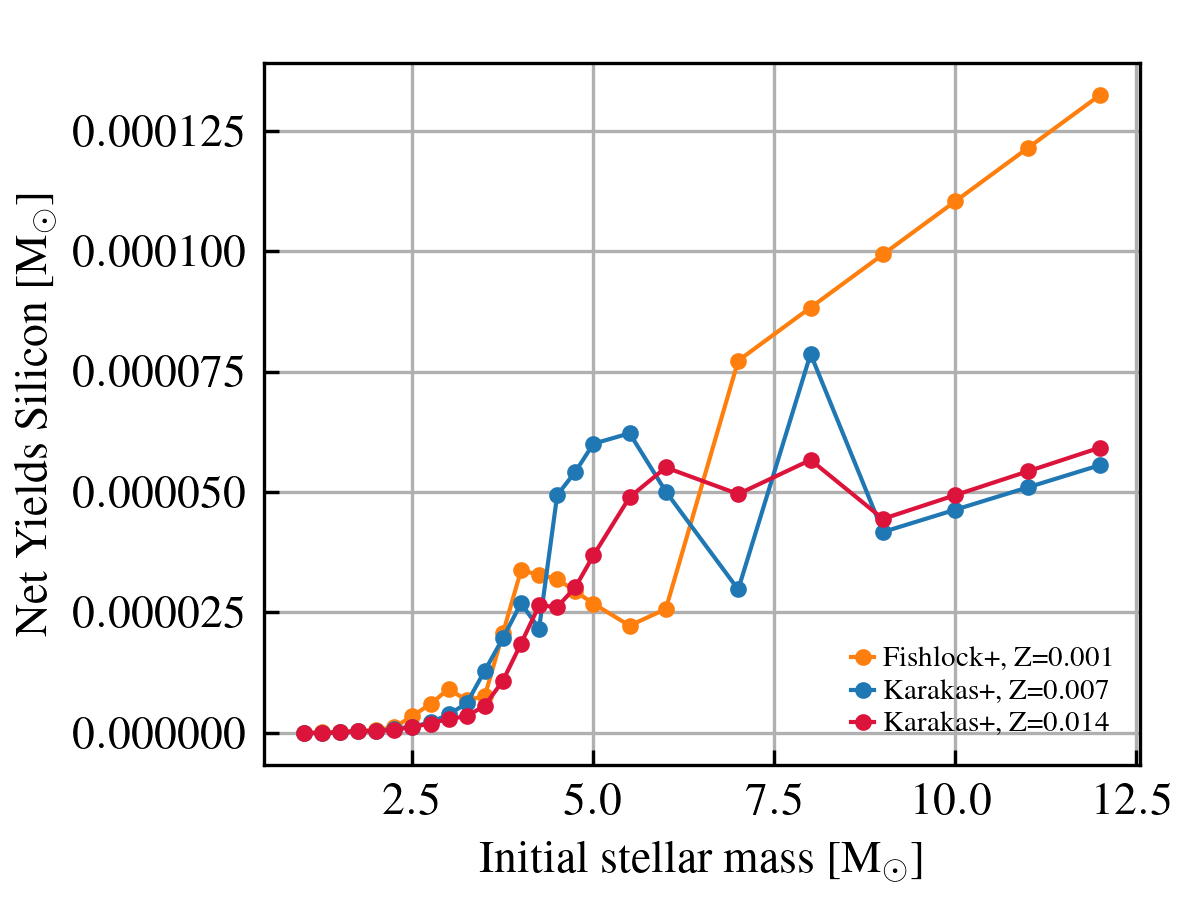 0.000125
0.000100
0.000075
0.000050
0.000025
0.000000
Net Yields Silicon [M⊙]
Fishlock+, Z=0.001
Karakas+, Z=0.007
Karakas+, Z=0.014
2.5 5.0 7.5 10.0 12.5
Initial stellar mass [M⊙]